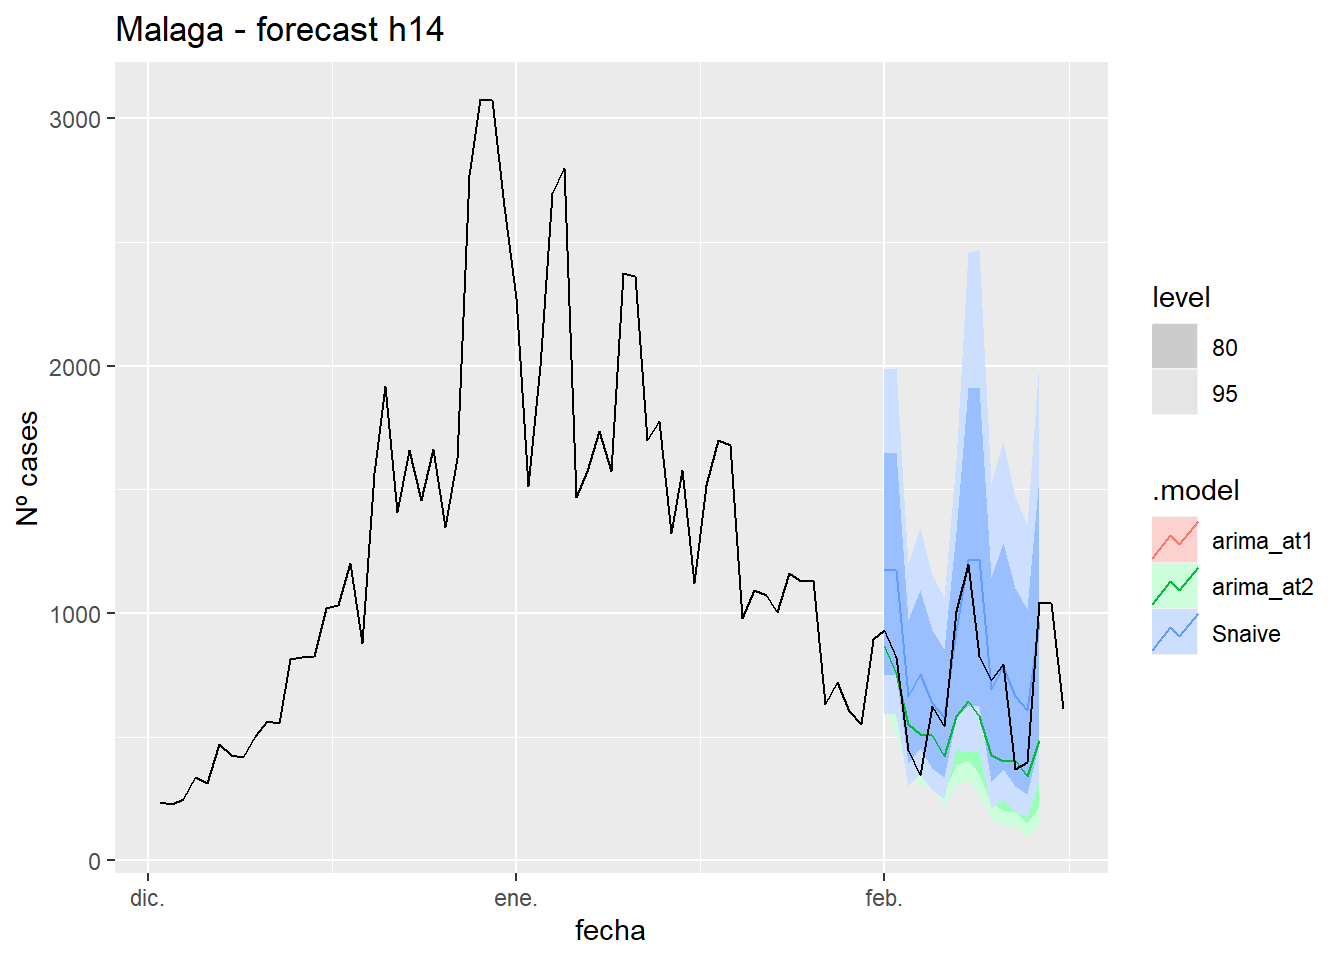 Malaga - forecast h14
Nº cases
3000
2000
1000
0
dic.
ene.
feb.
fecha
level
80
95
.model
arima_at1
arima_at2
Snaive